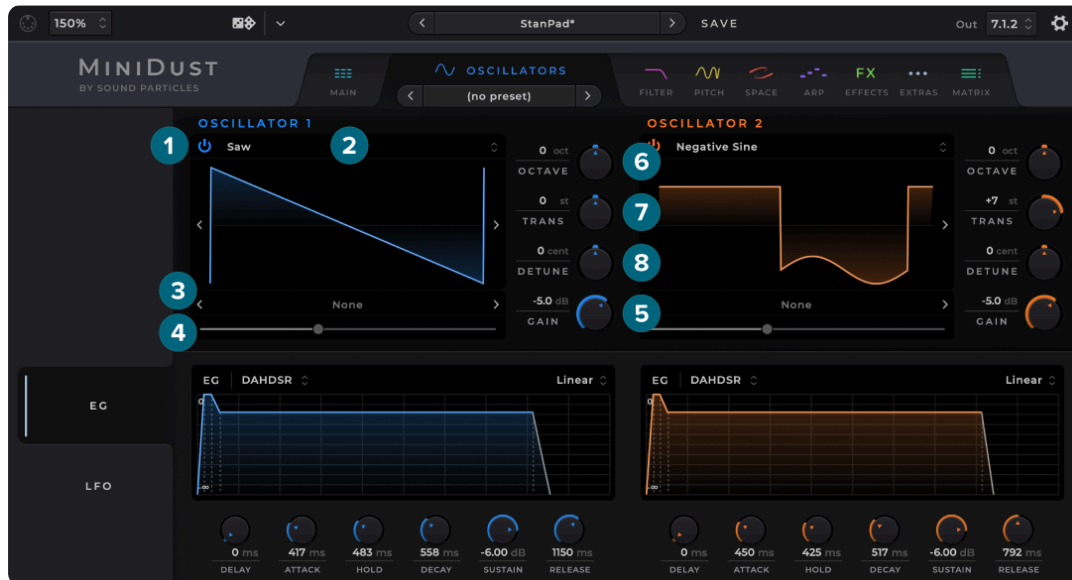 150%
StanPad*
SAVE
Out 7.1.2
MINIDUST
BY SOUND PARTICLES
MAIN
OSCILLATORS
(no preset)
FILTER
PITCH
SPACE
ARP
FX
EFFECTS
EXTRAS
MATRIX
OSCILLATOR 1
1
Saw
2
0 oct
OCTAVE
0 st
TRANS
0 cent
DETUNE
3
None
-5.0 dB
GAIN
4
OSCILLATOR 2
6
Negative Sine
7
8
5
None
0 oct
OCTAVE
+7 st
TRANS
0 cent
DETUNE
-5.0 dB
GAIN
EG
LFO
EG DAHDSR Linear
0
-∞
0 ms 417 ms 483 ms 558 ms -6.00 dB 1150 ms
DELAY ATTACK HOLD DECAY SUSTAIN RELEASE
EG DAHDSR Linear
0
-∞
0 ms 450 ms 425 ms 517 ms -6.00 dB 792 ms
DELAY ATTACK HOLD DECAY SUSTAIN RELEASE